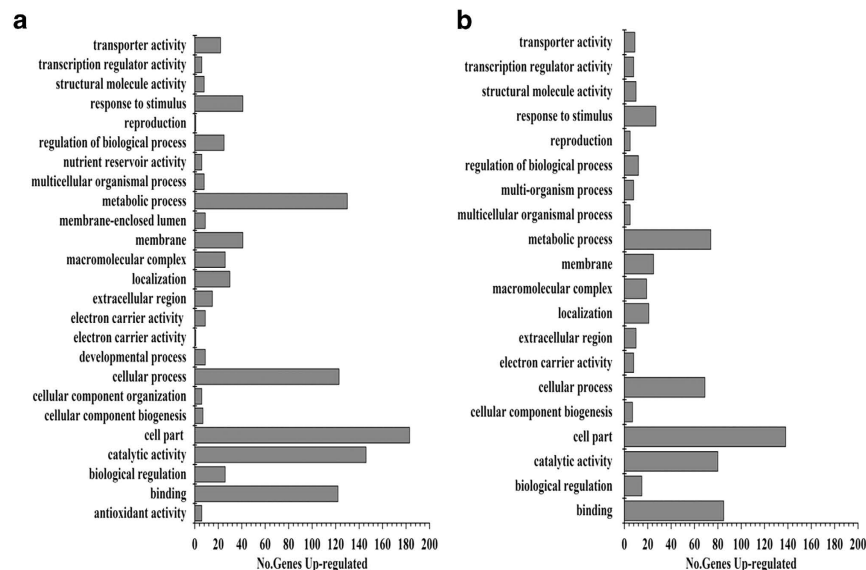 a
transporter activity
transcription regulator activity
structural molecule activity
response to stimulus
reproduction
regulation of biological process
nutrient reservoir activity
multicellular organismal process
metabolic process
membrane-enclosed lumen
membrane
macromolecular complex
localization
extracellular region
electron carrier activity
electron carrier activity
developmental process
cellular process
cellular component organization
cellular component biogenesis
cell part
catalytic activity
biological regulation
binding
antioxidant activity
0 20 40 60 80 100 120 140 160 180 200
No.Genes Up-regulated
b
transporter activity
transcription regulator activity
structural molecule activity
response to stimulus
reproduction
regulation of biological process
multi-organism process
multicellular organismal process
metabolic process
membrane
macromolecular complex
localization
extracellular region
electron carrier activity
cellular process
cellular component biogenesis
cell part
catalytic activity
biological regulation
binding
0 20 40 60 80 100 120 140 160 180 200
No.Genes Up-regulated